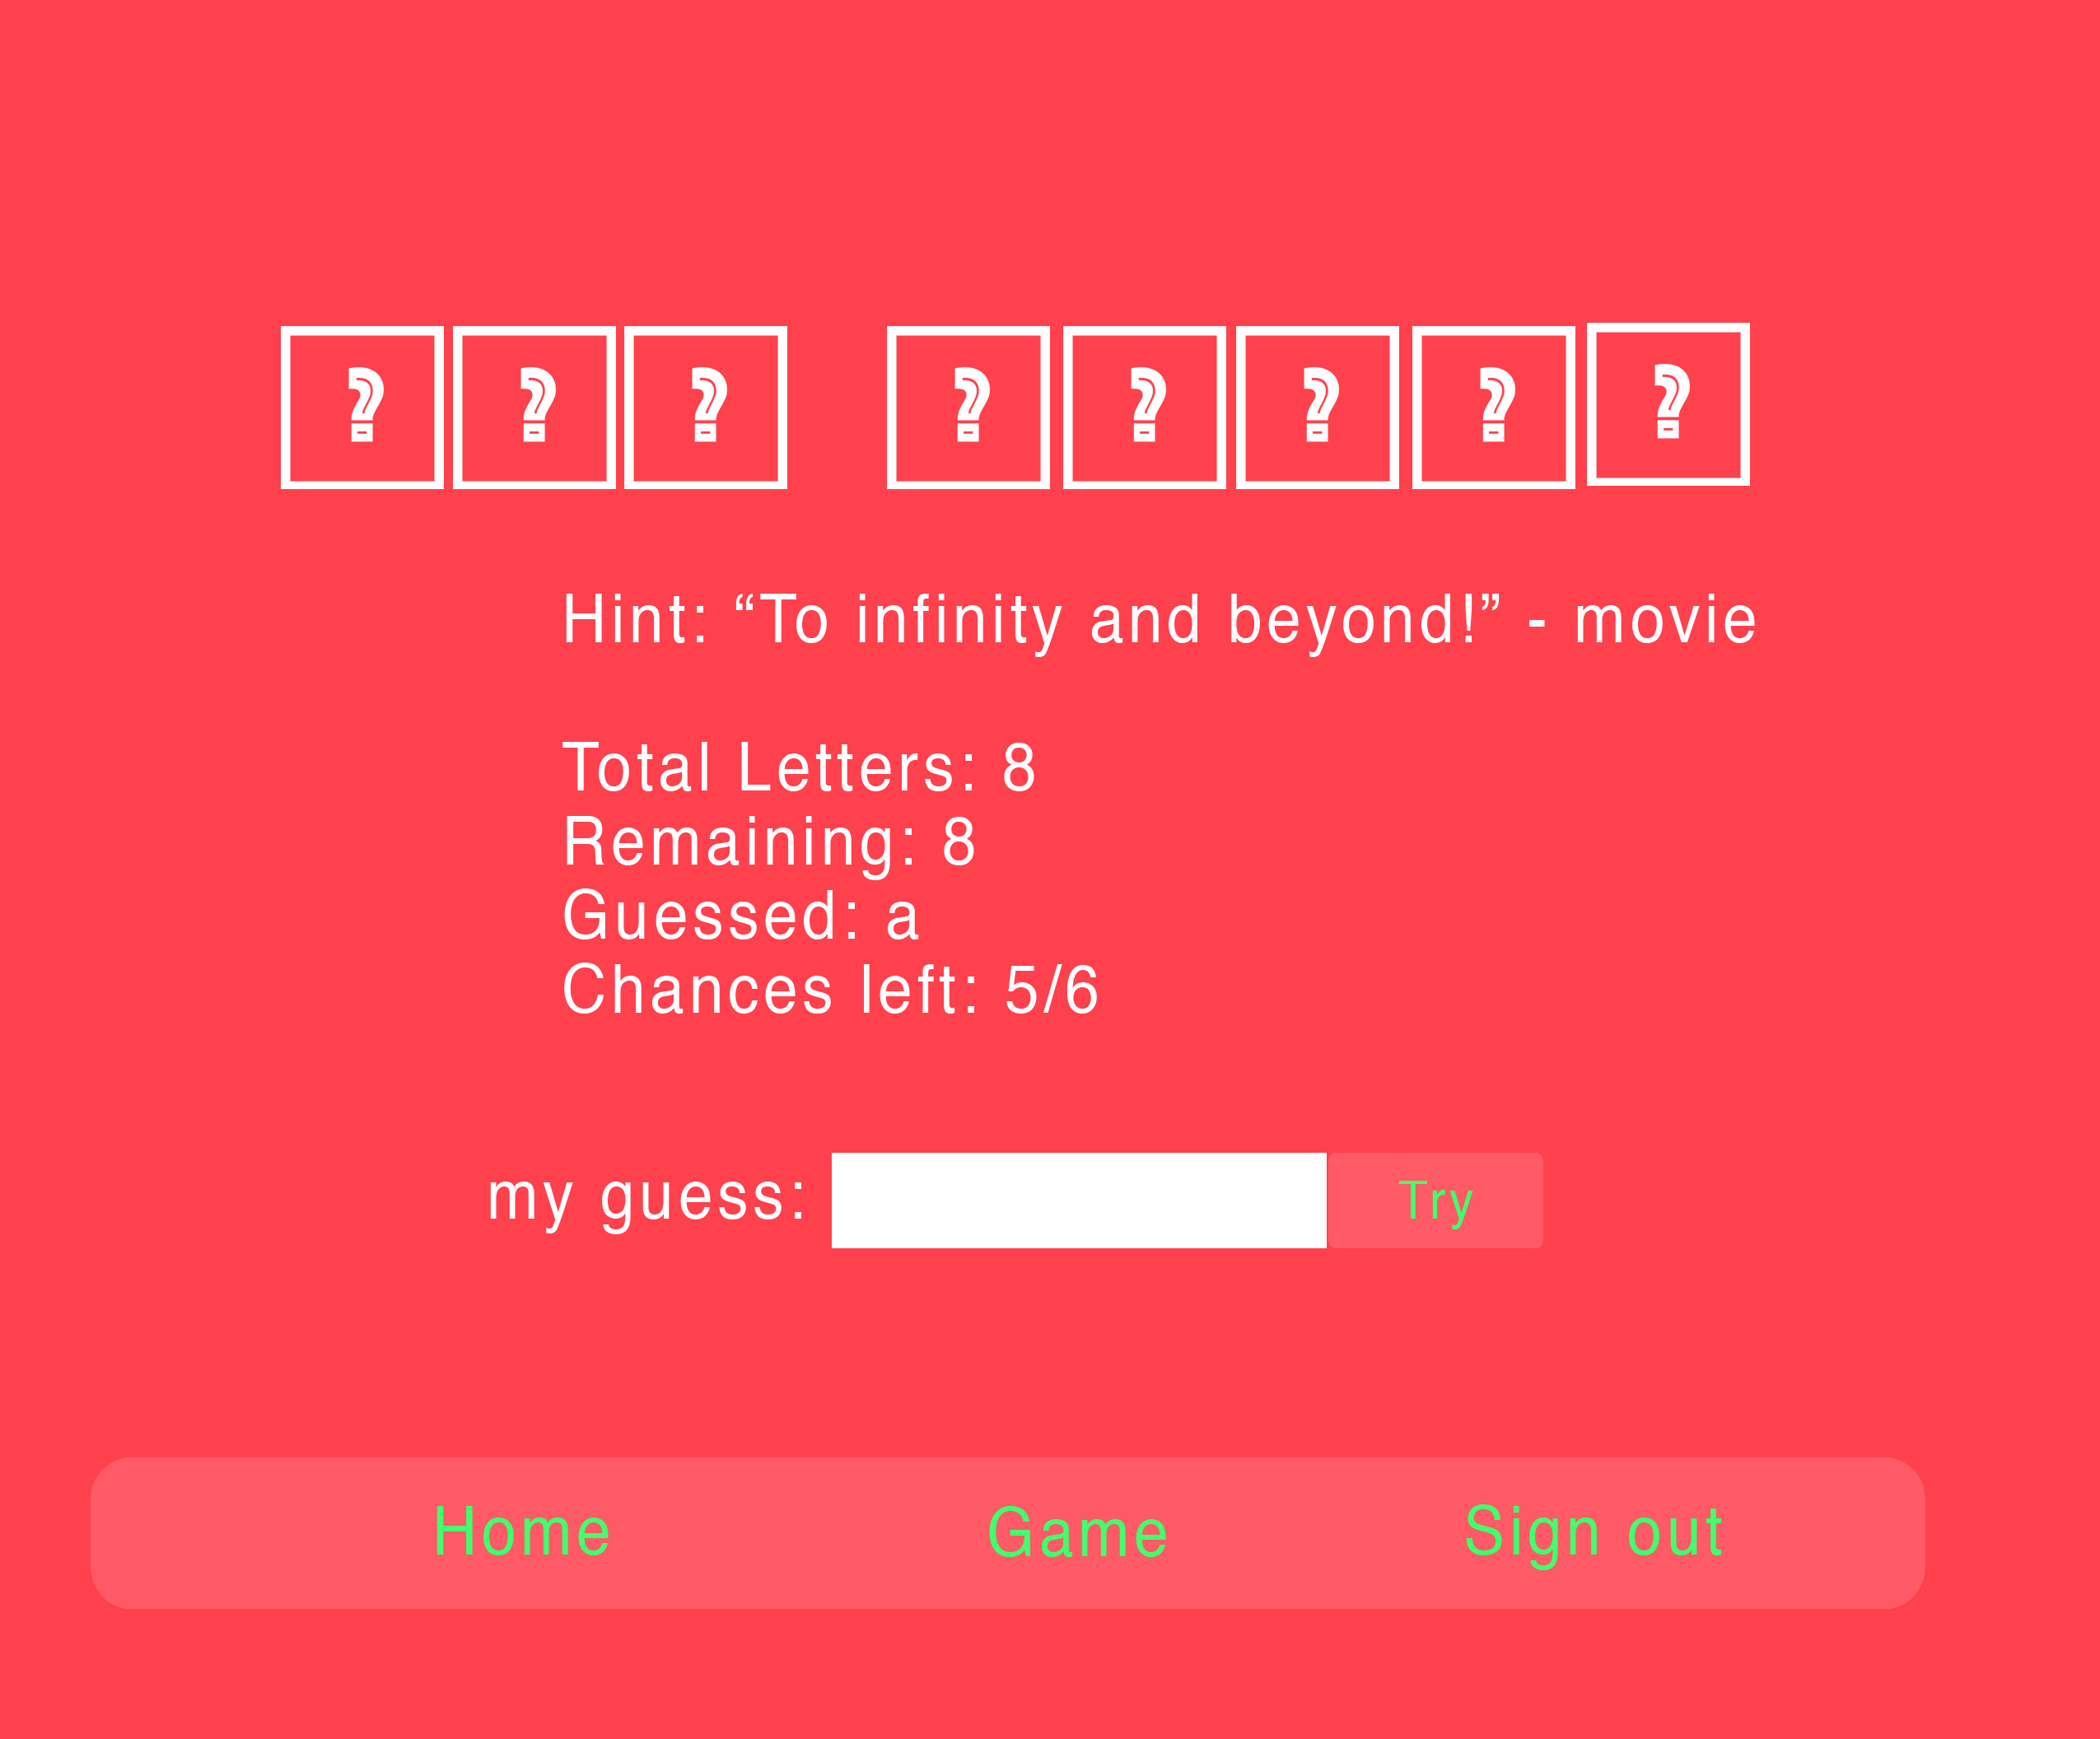 ? ? ? ? ? ? ? ?
Hint: “To infinity and beyond!” - movie
Total Letters: 8
Remaining: 8
Guessed: a
Chances left: 5/6
my guess: Try
Home Game Sign out